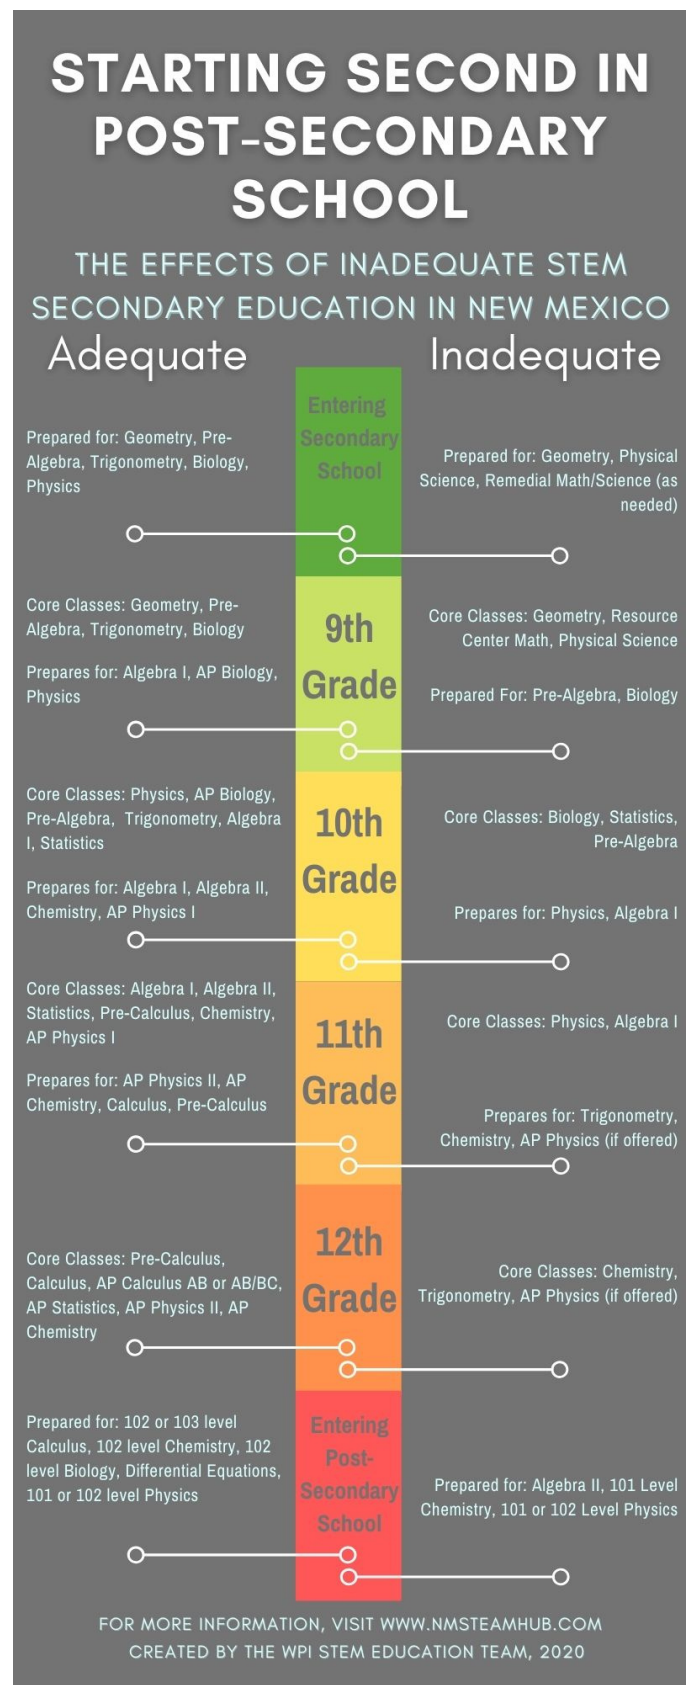 STARTING SECOND IN
POST-SECONDARY
SCHOOL
THE EFFECTS OF INADEQUATE STEM
SECONDARY EDUCATION IN NEW MEXICO
Adequate
Inadequate
Entering
Secondary
School
Prepared for: Geometry, Pre-
Algebra, Trigonometry, Biology,
Physics
Prepared for: Geometry, Physical
Science, Remedial Math/Science (as
needed)
9th
Grade
Core Classes: Geometry, Pre-
Algebra, Trigonometry, Biology
Prepares for: Algebra I, AP Biology,
Physics
Core Classes: Geometry, Resource
Center Math, Physical Science
Prepared For: Pre-Algebra, Biology
10th
Grade
Core Classes: Physics, AP Biology,
Pre-Algebra, Trigonometry, Algebra
I, Statistics
Prepares for: Algebra I, Algebra II,
Chemistry, AP Physics I
Core Classes: Biology, Statistics,
Pre-Algebra
Prepares for: Physics, Algebra I
11th
Grade
Core Classes: Algebra I, Algebra II,
Statistics, Pre-Calculus, Chemistry,
AP Physics I
Prepares for: AP Physics II, AP
Chemistry, Calculus, Pre-Calculus
Core Classes: Physics, Algebra I
Prepares for: Trigonometry,
Chemistry, AP Physics (if offered)
12th
Grade
Core Classes: Pre-Calculus,
Calculus, AP Calculus AB or AB/BC,
AP Statistics, AP Physics II, AP
Chemistry
Core Classes: Chemistry,
Trigonometry, AP Physics (if offered)
Entering
Post-
Secondary
School
Prepared for: 102 or 103 level
Calculus, 102 level Chemistry, 102
level Biology, Differential Equations,
101 or 102 level Physics
Prepared for: Algebra II, 101 Level
Chemistry, 101 or 102 Level Physics
FOR MORE INFORMATION, VISIT WWW.NMSTEAMHUB.COM
CREATED BY THE WPI STEM EDUCATION TEAM, 2020